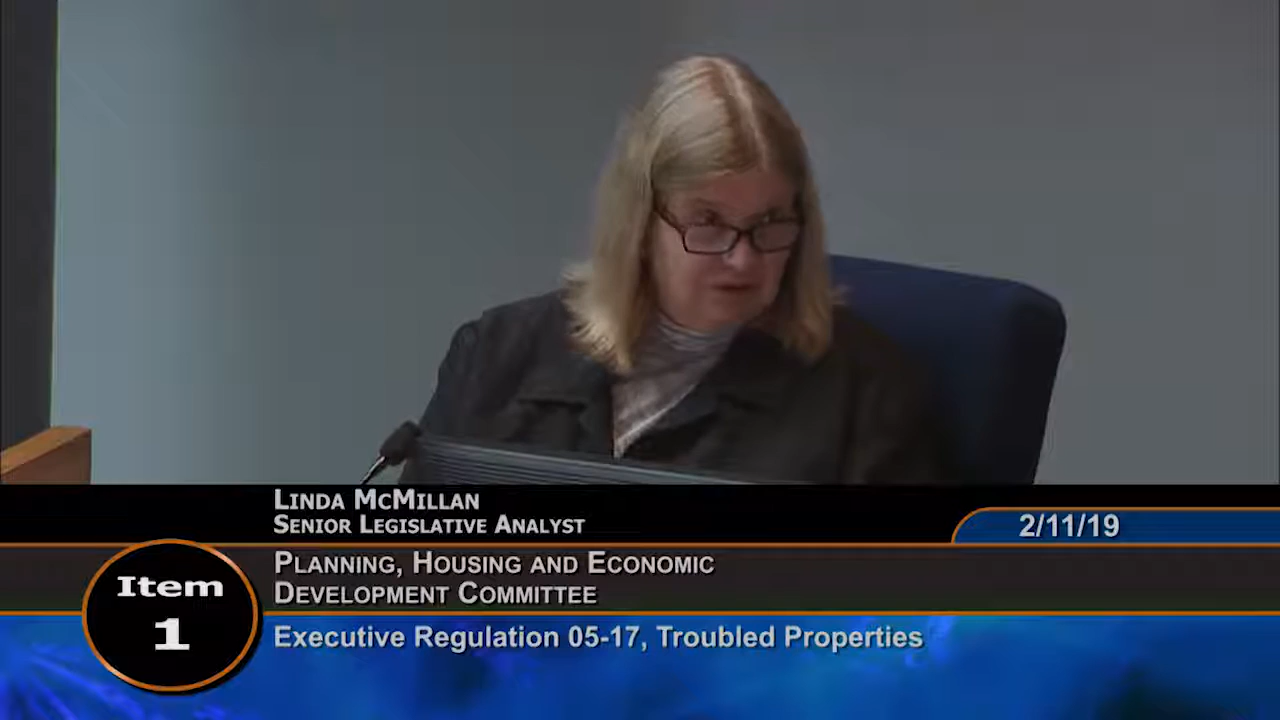 Linda McMillan
Senior Legislative Analyst
2/11/19
Planning, Housing and Economic
Development Committee
Item
1
Executive Regulation 05-17, Troubled Properties